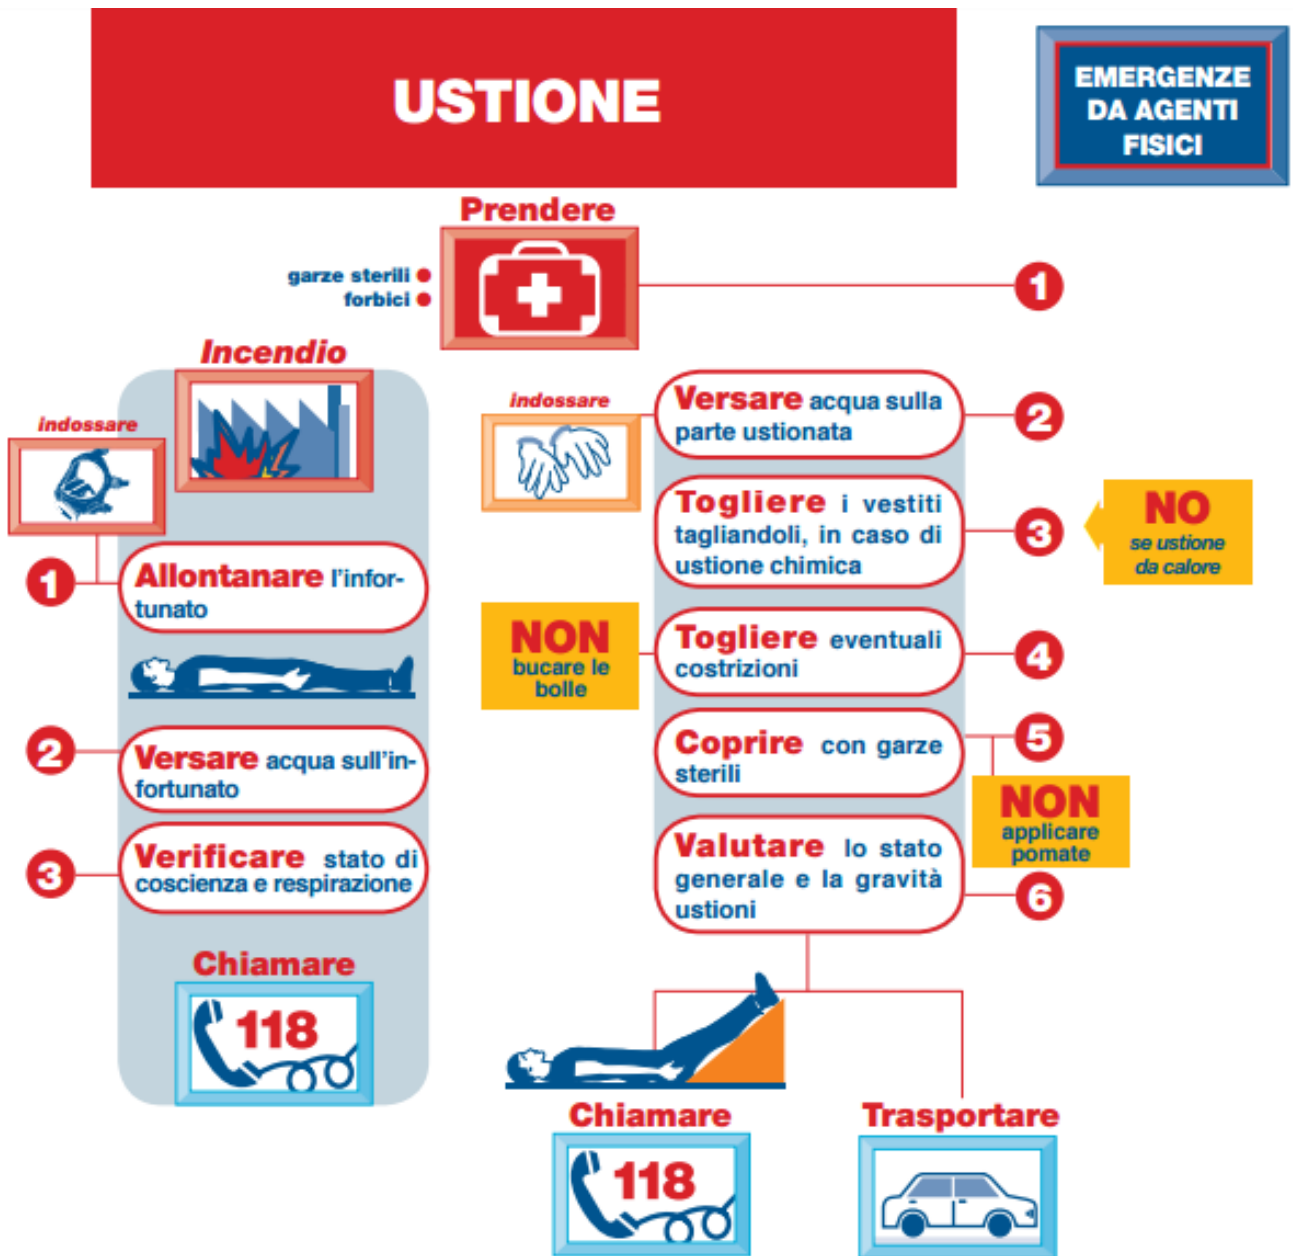 USTIONE
EMERGENZE
DA AGENTI
FISICI
Prendere
garze sterili
forbici
1
Incendio
indossare
1
Allontanare l'infor-
tunato
2
Versare acqua sull'in-
fortunato
3
Verificare stato di
coscienza e respirazione
Chiamare
118
indossare
Versare acqua sulla
parte ustionata
2
Togliere i vestiti
tagliandoli, in caso di
ustione chimica
3
NO
se ustione
da calore
NON
bucare le
bolle
Togliere eventuali
costrizioni
4
Coprire con garze
sterili
5
NON
applicare
pomate
Valutare lo stato
generale e la gravità
ustioni
6
Chiamare
118
Trasportare